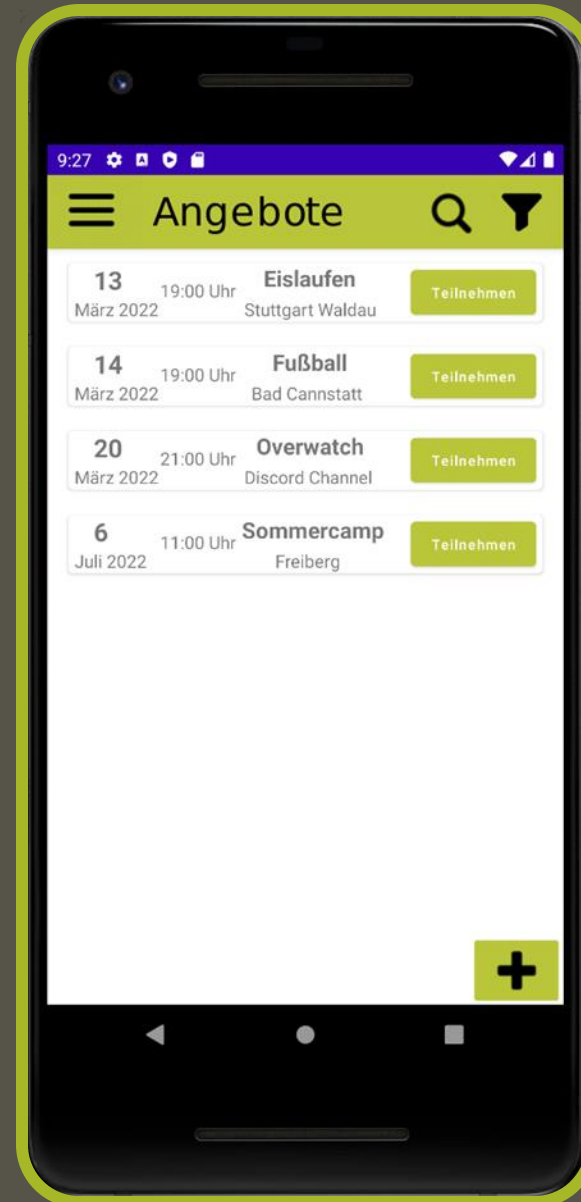 9:27
Angebote
13 März 2022 19:00 Uhr Eislaufen Stuttgart Waldau Teilnehmen
14 März 2022 19:00 Uhr Fußball Bad Cannstatt Teilnehmen
20 März 2022 21:00 Uhr Overwatch Discord Channel Teilnehmen
6 Juli 2022 11:00 Uhr Sommercamp Freiberg Teilnehmen